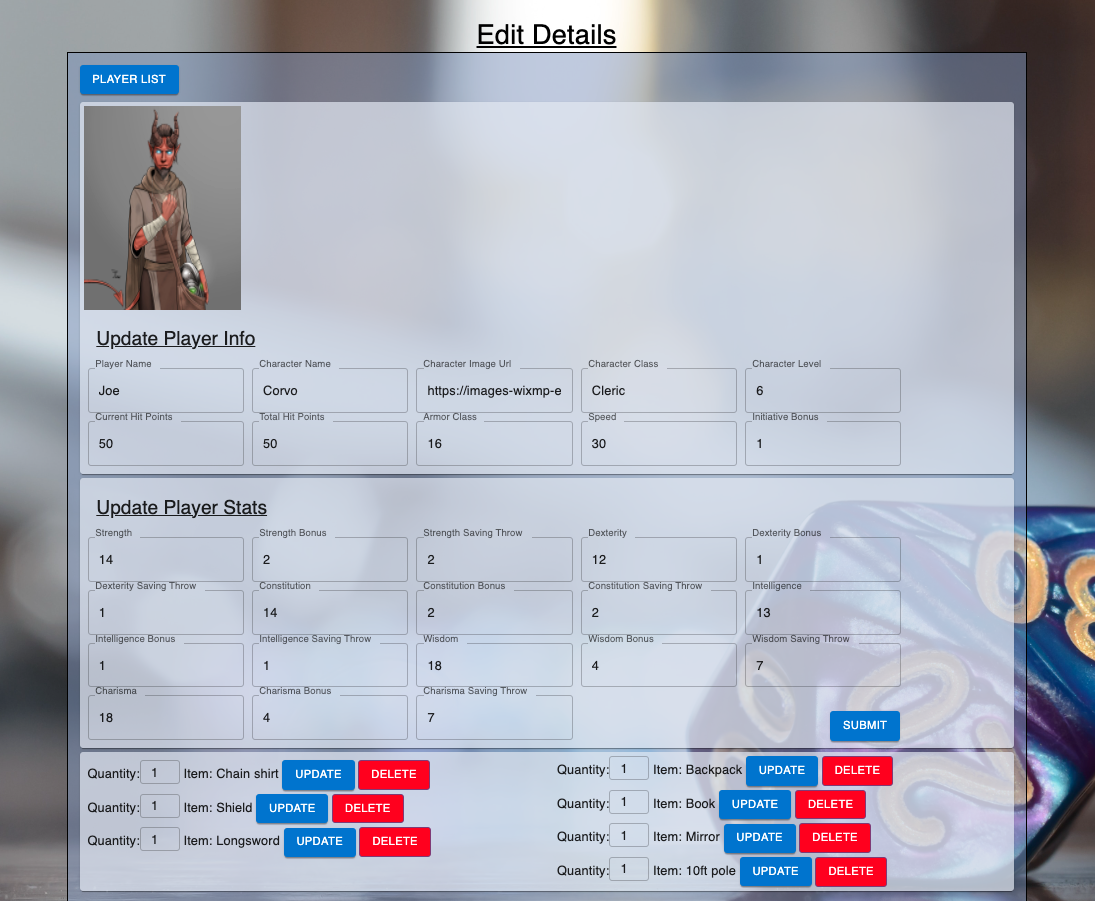 Edit Details
PLAYER LIST
Update Player Info
Player Name Character Name Character Image Url Character Class Character Level
Joe Corvo https://images-wixmp-e Cleric 6
Current Hit Points Total Hit Points Armor Class Speed Initiative Bonus
50 50 16 30 1
Update Player Stats
Strength Strength Bonus Strength Saving Throw Dexterity Dexterity Bonus
14 2 2 12 1
Dexterity Saving Throw Constitution Constitution Bonus Constitution Saving Throw Intelligence
1 14 2 2 13
Intelligence Bonus Intelligence Saving Throw Wisdom Wisdom Bonus Wisdom Saving Throw
1 1 18 4 7
Charisma Charisma Bonus Charisma Saving Throw
18 4 7
SUBMIT
Quantity: 1 Item: Chain shirt UPDATE DELETE
Quantity: 1 Item: Shield UPDATE DELETE
Quantity: 1 Item: Longsword UPDATE DELETE
Quantity: 1 Item: Backpack UPDATE DELETE
Quantity: 1 Item: Book UPDATE DELETE
Quantity: 1 Item: Mirror UPDATE DELETE
Quantity: 1 Item: 10ft pole UPDATE DELETE